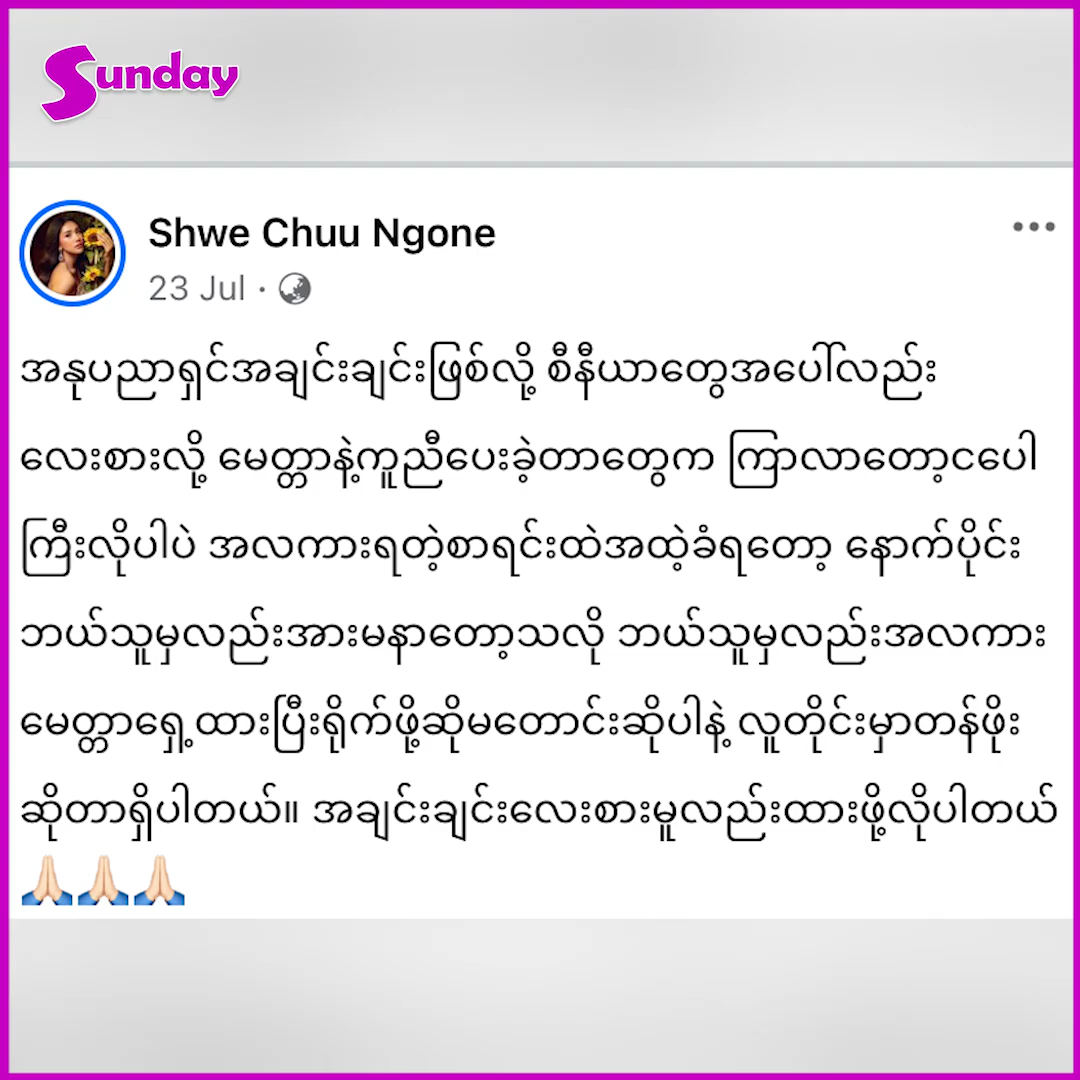 Sunday
Shwe Chuu Ngone
23 Jul ·
အနုပညာရှင်အချင်းချင်းဖြစ်လို့ စီနီယာတွေအပေါ်လည်း
လေးစားလို့ မေတ္တာနဲ့ကူညီပေးခဲ့တာတွေက ကြာလာတော့ငပေါ
ကြီးလိုပါပဲ အလကားရတဲ့စာရင်းထဲအထဲ့ခံရတော့ နောက်ပိုင်း
ဘယ်သူမှလည်းအားမနာတော့သလို ဘယ်သူမှလည်းအလကား
မေတ္တာရှေ့ထားပြီးရိုက်ဖို့ဆိုမတောင်းဆိုပါနဲ့ လူတိုင်းမှာတန်ဖိုး
ဆိုတာရှိပါတယ်။ အချင်းချင်းလေးစားမူလည်းထားဖို့လိုပါတယ်
🙏🏻🙏🏻🙏🏻